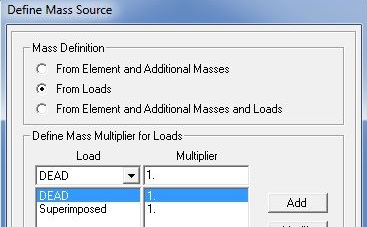 Define Mass Source
Mass Definition
From Element and Additional Masses
From Loads
From Element and Additional Masses and Loads
Define Mass Multiplier for Loads
Load Multiplier
DEAD 1.
DEAD 1.
Superimposed 1.
Add